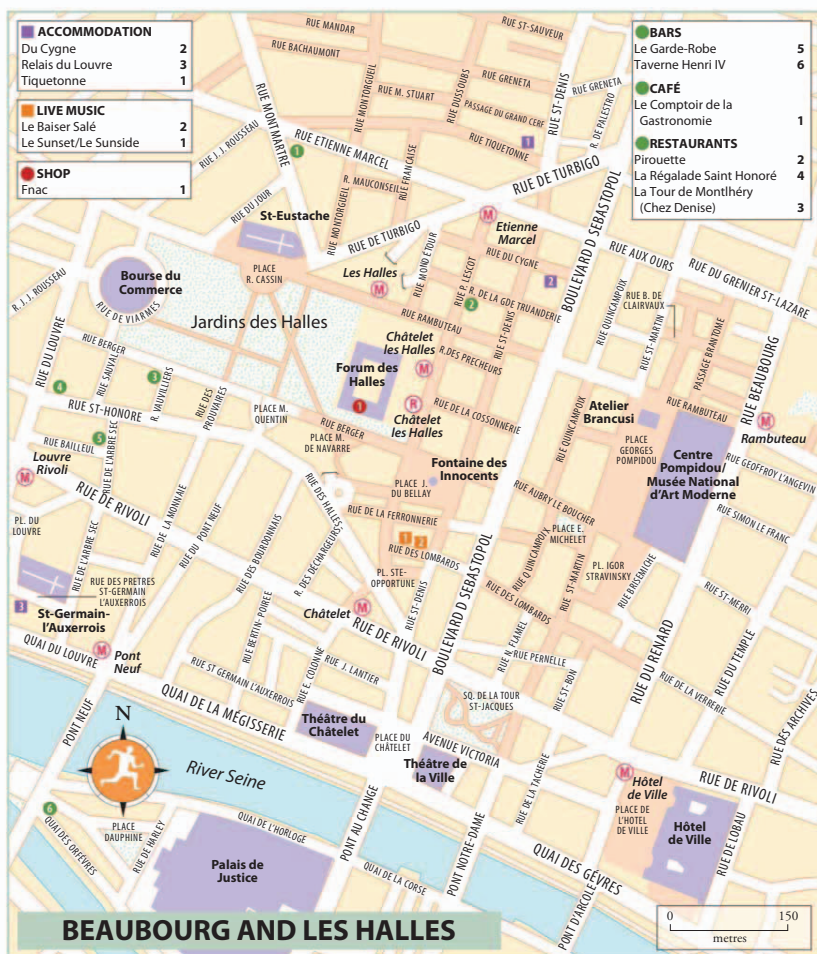 ACCOMMODATION
Du Cygne 2
Relais du Louvre 3
Tiquetonne 1
LIVE MUSIC
Le Baiser Salé 2
Le Sunset/Le Sunside 1
SHOP
Fnac 1
BARS
Le Garde-Robe 5
Taverne Henri IV 6
CAFÉ
Le Comptoir de la
Gastronomie 1
RESTAURANTS
Pirouette 2
La Régalade Saint Honoré 4
La Tour de Montlhéry
(Chez Denise) 3
RUE MANDAR
RUE ST-SAUVEUR
RUE BACHAUMONT
RUE MONTORGUEIL
RUE GRENETA
RUE ST-DENIS
RUE GRENETA
RUE M. STUART
RUE DUSSOUBS
PASSAGE DU GRAND CERF
R. DE PALESTRO
RUE MONTMARTRE
RUE TIQUETONNE
1
RUE J. J. ROUSSEAU
RUE ETIENNE MARCEL
1
RUE FRANCAISE
R. MAUCONSEIL
RUE DE TURBIGO
RUE MONTORGUEIL
RUE DU JOUR
St-Eustache
RUE DE TURBIGO
M
Etienne
Marcel
BOULEVARD D SEBASTOPOL
RUE AUX OURS
RUE DU GRENIER ST-LAZARE
PLACE
R. CASSIN
Les Halles
M
RUE MONDETOUR
RUE P. LESCOT
RUE DU CYGNE
2
R. J. J. ROUSSEAU
Bourse du
Commerce
RUE DE VIARMES
R. DE LA GDE TRUANDERIE
2
RUE QUINCAMPOIX
RUE B. DE
CLAIRVAUX
RUE ST-MARTIN
Jardins des Halles
RUE RAMBUTEAU
RUE ST-DENIS
PASSAGE BRANTOME
RUE DU LOUVRE
RUE BERGER
RUE SAUVAL
Châtelet
les Halles
M
R. DES PRECHEURS
RUE BEAUBOURG
4
3
R. VAUVILLIERS
RUE DES
PROUVAIRES
Forum des
Halles
1
R
Châtelet
les Halles
RUE DE LA COSSONNERIE
RUE QUINCAMPOIX
Atelier
Brancusi
RUE RAMBUTEAU
M
Rambuteau
RUE ST-HONORE
PLACE M.
QUENTIN
RUE BERGER
PLACE M.
DE NAVARRE
PLACE
GEORGES
POMPIDOU
5
RUE BAILLEUL
RUE DE L'ARBRE SEC
Louvre
Rivoli
M
Fontaine des
Innocents
PLACE J.
DU BELLAY
Centre
Pompidou/
Musée National
d'Art Moderne
RUE GEOFFROY L'ANGEVIN
RUE DE RIVOLI
RUE DE LA MONNAIE
RUE DU PONT NEUF
RUE DES HALLES
RUE DE LA FERRONNERIE
RUE AUBRY LE BOUCHER
RUE SIMON LE FRANC
PL. DU
LOUVRE
RUE DE L'ARBRE SEC
RUE DES BOURDONNAIS
R. DES DÉCHARGEURS
1
2
RUE DES LOMBARDS
PLACE E.
MICHELET
RUE QUINCAMPOIX
PL. IGOR
STRAVINSKY
RUE BRISEMICHE
RUE DES PRETRES
ST-GERMAIN
L'AUXERROIS
PL. STE-
OPPORTUNE
RUE ST-DENIS
BOULEVARD D SEBASTOPOL
RUE DES LOMBARDS
RUE ST-MARTIN
RUE ST-MERRI
3
St-Germain-
l'Auxerrois
RUE BERTIN-POIREE
Châtelet
M
RUE DE RIVOLI
RUE N. FLAMEL
RUE PERNELLE
RUE DU RENARD
RUE DU TEMPLE
QUAI DU LOUVRE
M
Pont
Neuf
RUE ST GERMAIN L'AUXERROIS
RUE E. COLONNE
RUE J. LANTIER
RUE ST-BON
RUE DE LA VERRERIE
PONT NEUF
N
QUAI DE LA MÉGISSERIE
Théâtre du
Châtelet
PLACE DU
CHÂTELET
SQ. DE LA TOUR
ST-JACQUES
AVENUE VICTORIA
RUE DES ARCHIVES
River Seine
Théâtre de
la Ville
RUE DE LA TACHERIE
M
Hôtel
de Ville
RUE DE RIVOLI
6
QUAI DES ORFÈVRES
PLACE
DAUPHINE
RUE DE HARLEY
QUAI DE L'HORLOGE
PONT AU CHANGE
PONT NOTRE-DAME
PLACE DE
L'HOTEL
DE VILLE
Hôtel
de Ville
RUE DE LOBAU
Palais de
Justice
QUAI DE LA CORSE
QUAI DES GÉVRES
PONT D'ARCOLE
BEAUBOURG AND LES HALLES
0 150
metres